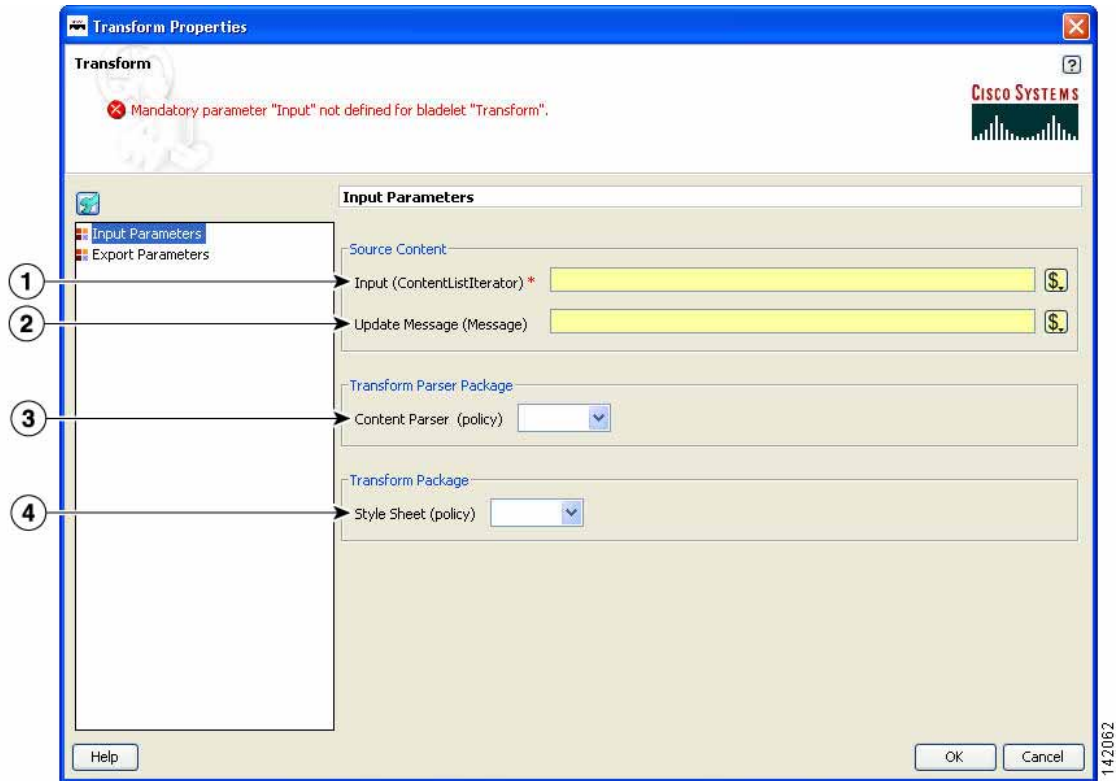 Transform Properties
Transform
?
Mandatory parameter "Input" not defined for bladelet "Transform".
CISCO SYSTEMS
Input Parameters
Input Parameters
Export Parameters
Source Content
1
Input (ContentListIterator) *
$
2
Update Message (Message)
$
Transform Parser Package
3
Content Parser (policy)
Transform Package
4
Style Sheet (policy)
Help
OK
Cancel
142062